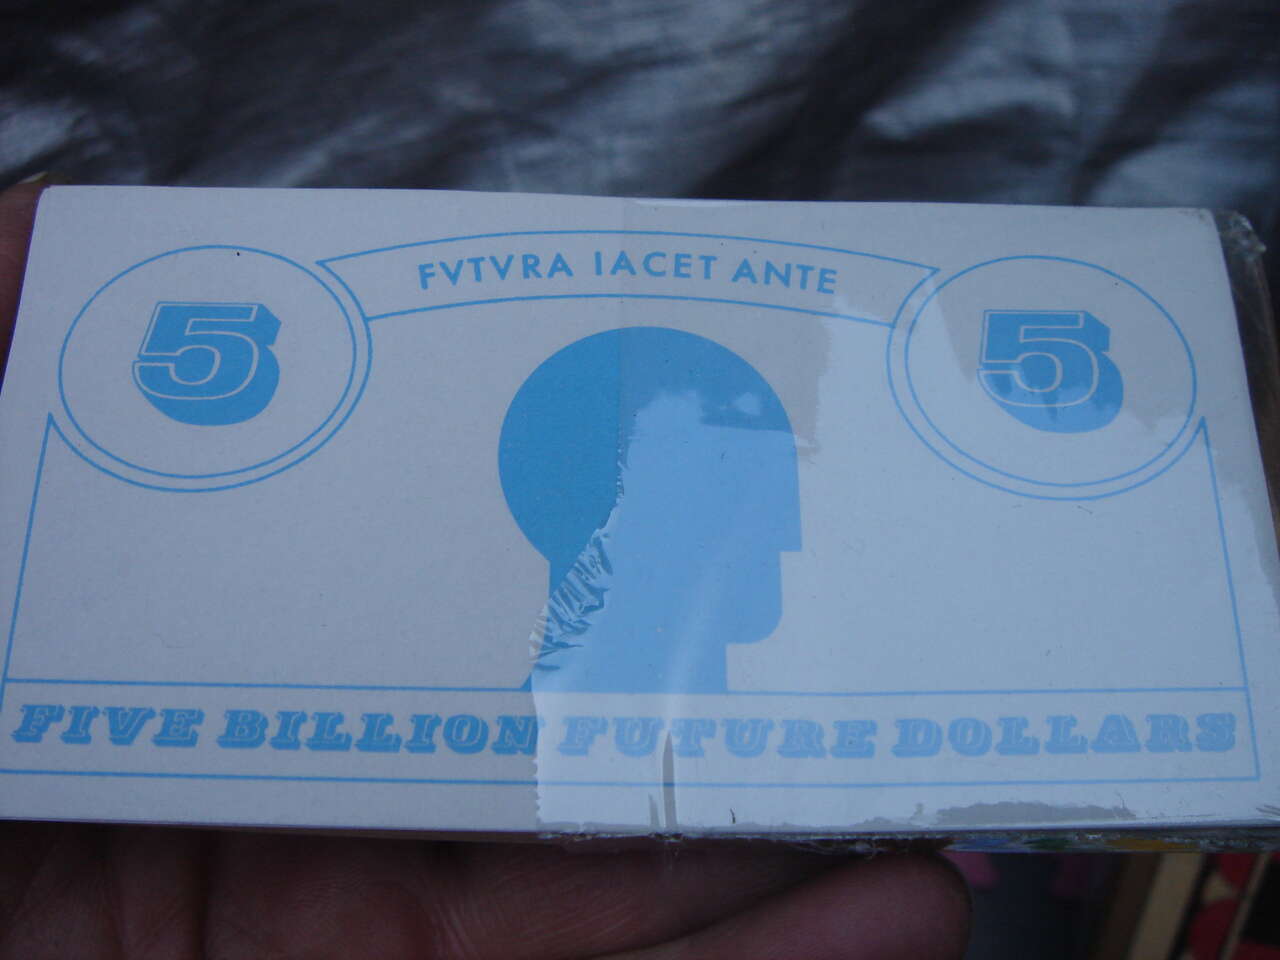 FVTVRA IACET ANTE
5 5
FIVE BILLION FUTURE DOLLARS